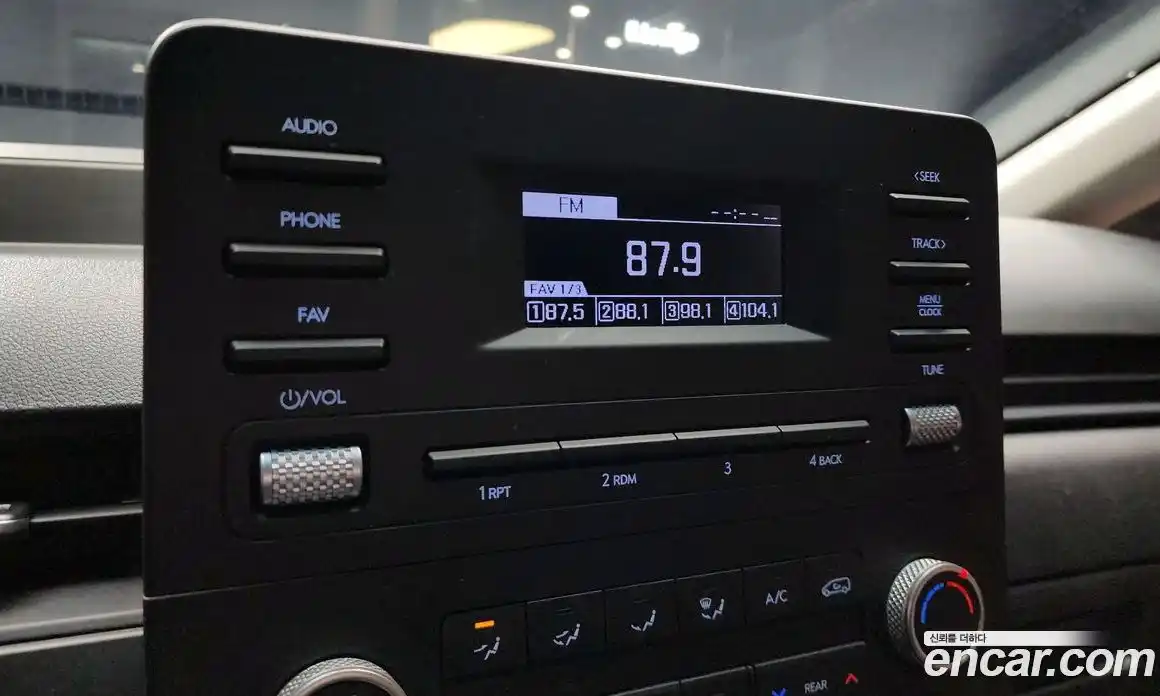 AUDIO
PHONE
FAV
⏻/VOL
FM
--:-- --
87.9
FAV 1/3
1 87.5 2 88.1 3 98.1 4 104.1
<SEEK
TRACK>
MENU
CLOCK
TUNE
1 RPT 2 RDM 3 4 BACK
A/C
REAR
신뢰를 더하다
encar.com